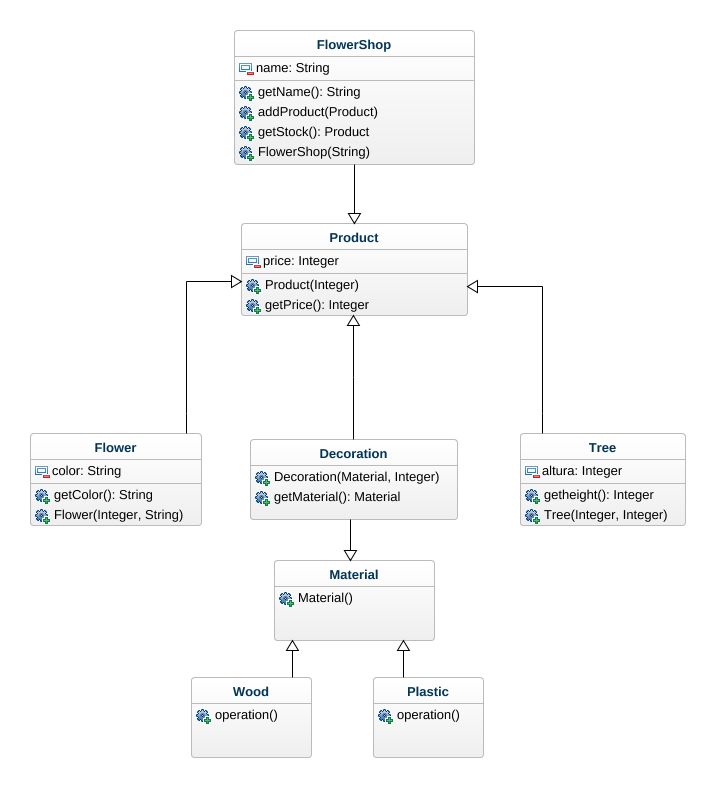 FlowerShop
name: String
getName(): String
addProduct(Product)
getStock(): Product
FlowerShop(String)
Product
price: Integer
Product(Integer)
getPrice(): Integer
Flower
color: String
getColor(): String
Flower(Integer, String)
Decoration
Decoration(Material, Integer)
getMaterial(): Material
Tree
altura: Integer
getheight(): Integer
Tree(Integer, Integer)
Material
Material()
Wood
operation()
Plastic
operation()